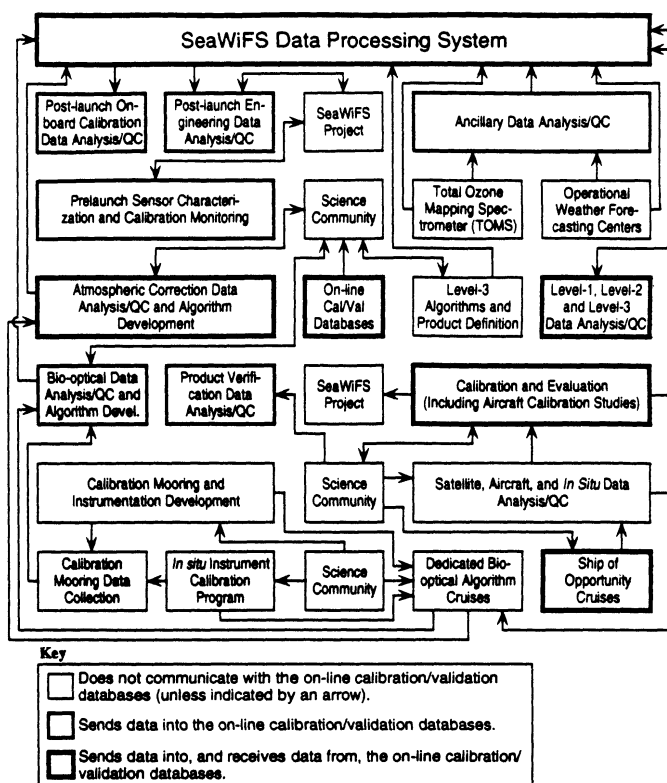 SeaWiFS Data Processing System
Post-launch On-
board Calibration
Data Analysis/QC
Post-launch En-
gineering Data
Analysis/QC
SeaWiFS
Project
Ancillary Data Analysis/QC
Prelaunch Sensor Characteri-
zation and Calibration Monitoring
Science
Community
Total Ozone
Mapping Spec-
trometer (TOMS)
Operational
Weather Fore-
casting Centers
Atmospheric Correction Data
Analysis/QC and Algorithm
Development
On-line
Cal/Val
Databases
Level-3
Algorithms and
Product Definition
Level-1, Level-2
and Level-3
Data Analysis/QC
Bio-optical Data
Analysis/QC and
Algorithm Devel.
Product Verifi-
cation Data
Analysis/QC
SeaWiFS
Project
Calibration and Evaluation
(Including Aircraft Calibration Studies)
Calibration Mooring and
Instrumentation Development
Science
Community
Satellite, Aircraft, and In Situ Data
Analysis/QC
Calibration
Mooring Data
Collection
In situ Instrument
Calibration
Program
Science
Community
Dedicated Bio-
optical Algorithm
Cruises
Ship of
Opportunity
Cruises
Key
Does not communicate with the on-line calibration/validation
databases (unless indicated by an arrow).
Sends data into the on-line calibration/validation databases.
Sends data into, and receives data from, the on-line calibration/
validation databases.